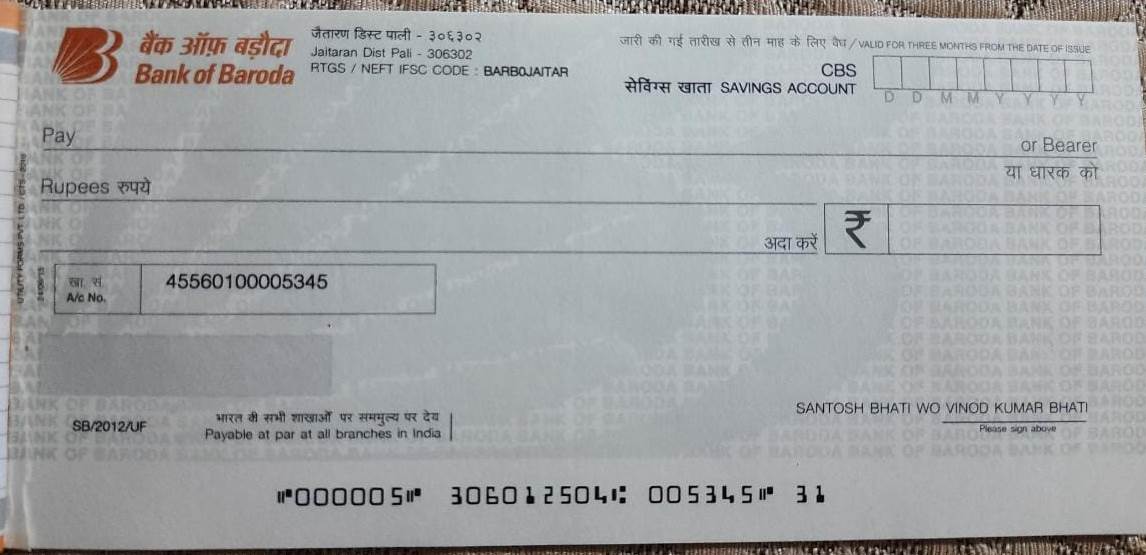 बैंक ऑफ़ बड़ौदा
Bank of Baroda
जैतारण डिस्ट पाली - ३०६३०२
Jaitaran Dist Pali - 306302
RTGS / NEFT IFSC CODE : BARB0JAITAR
जारी की गई तारीख से तीन माह के लिए वैध / VALID FOR THREE MONTHS FROM THE DATE OF ISSUE
CBS
सेविंग्स खाता SAVINGS ACCOUNT
D D M M Y Y Y Y
Pay
or Bearer
या धारक को
Rupees रुपये
अदा करें
₹
खा. सं.
A/c No.
45560100005345
SB/2012/UF
भारत की सभी शाखाओं पर सममूल्य पर देय
Payable at par at all branches in India
SANTOSH BHATI WO VINOD KUMAR BHATI
Please sign above
⑈000005⑈ 306012504⑆ 005345⑈ 31